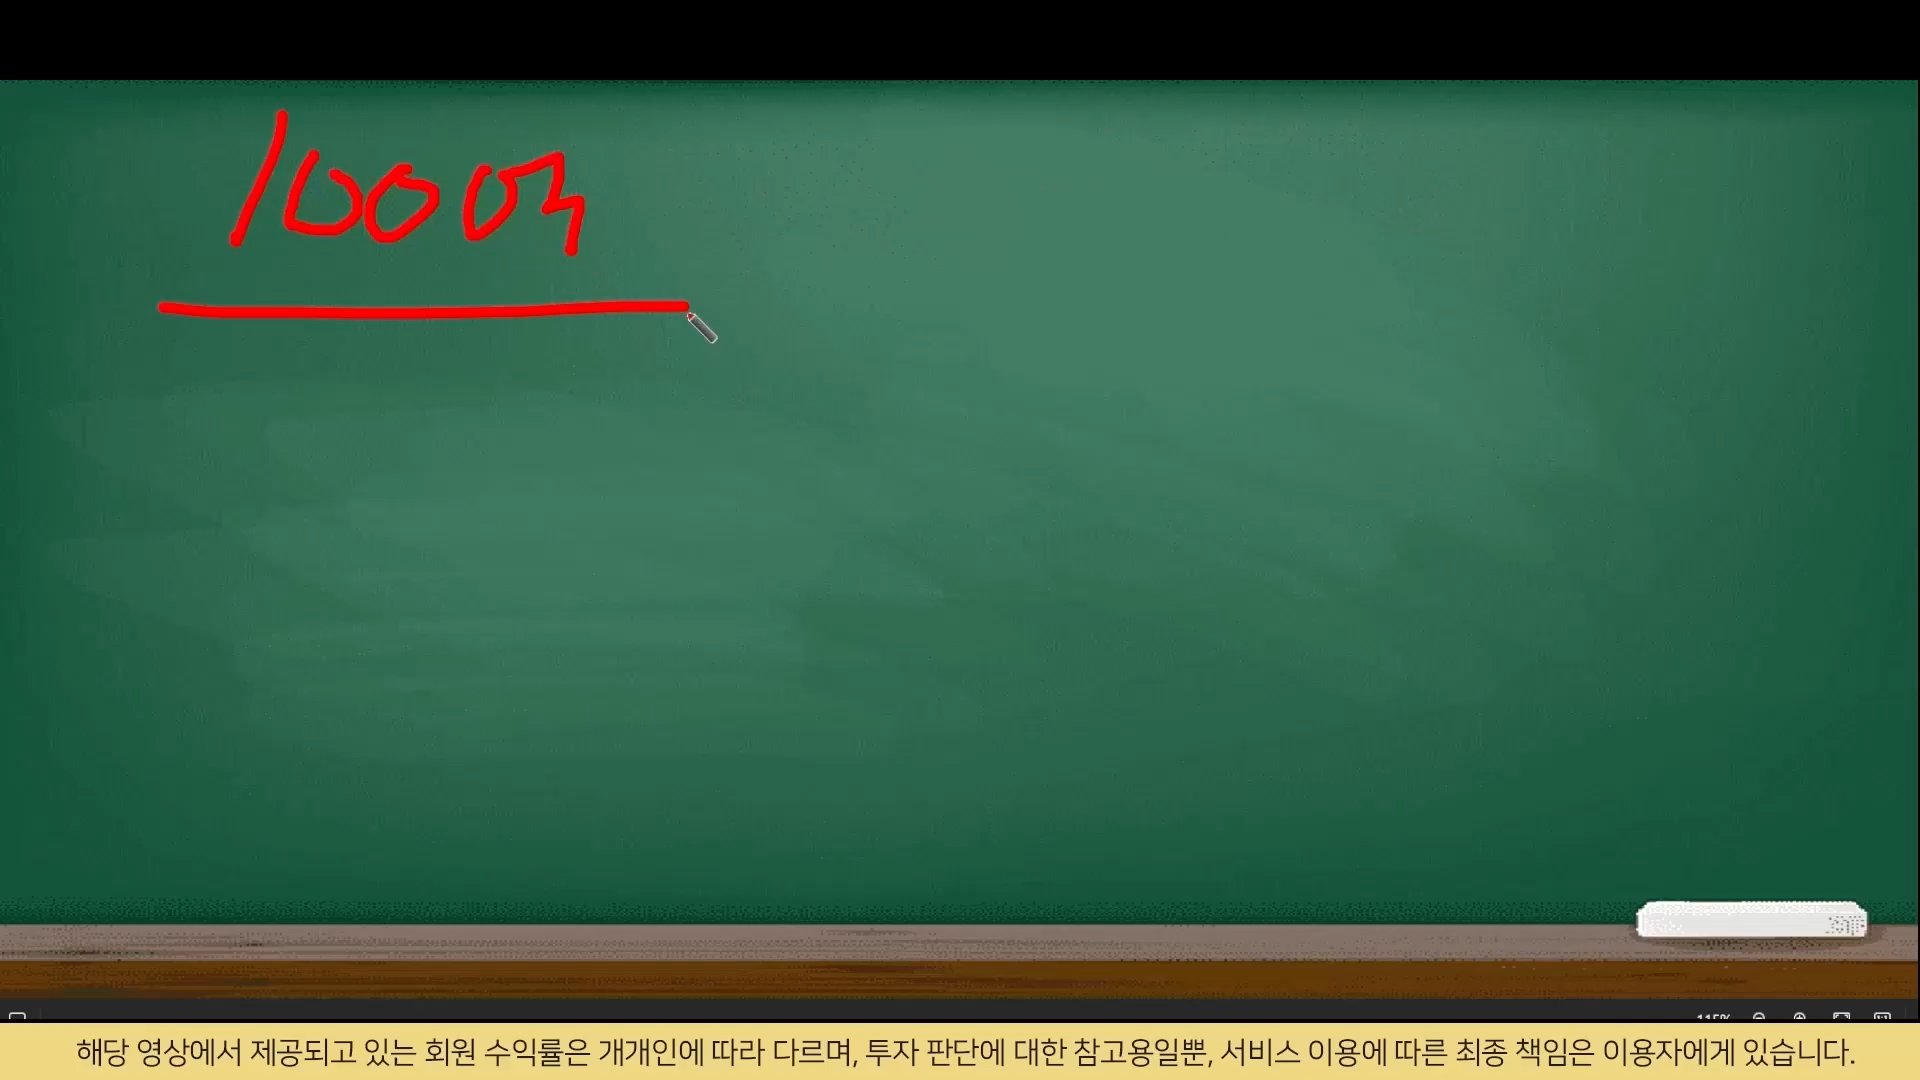 100억
115%
해당 영상에서 제공되고 있는 회원 수익률은 개개인에 따라 다르며, 투자 판단에 대한 참고용일뿐, 서비스 이용에 따른 최종 책임은 이용자에게 있습니다.